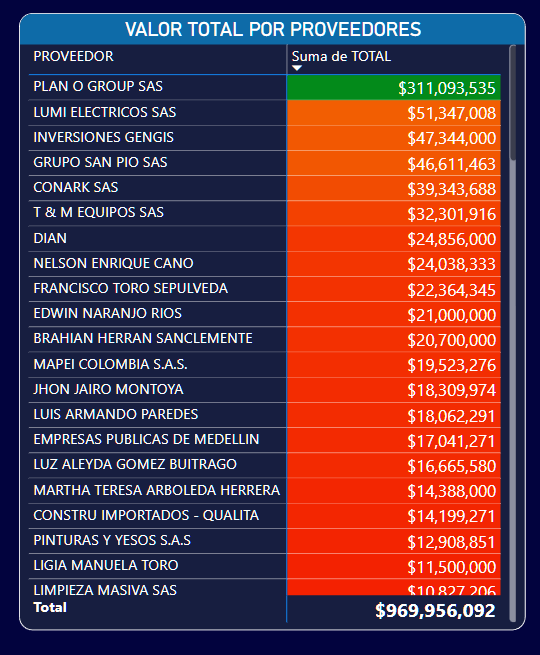 VALOR TOTAL POR PROVEEDORES
PROVEEDOR Suma de TOTAL
PLAN O GROUP SAS $311,093,535
LUMI ELECTRICOS SAS $51,347,008
INVERSIONES GENGIS $47,344,000
GRUPO SAN PIO SAS $46,611,463
CONARK SAS $39,343,688
T & M EQUIPOS SAS $32,301,916
DIAN $24,856,000
NELSON ENRIQUE CANO $24,038,333
FRANCISCO TORO SEPULVEDA $22,364,345
EDWIN NARANJO RIOS $21,000,000
BRAHIAN HERRAN SANCLEMENTE $20,700,000
MAPEI COLOMBIA S.A.S. $19,523,276
JHON JAIRO MONTOYA $18,309,974
LUIS ARMANDO PAREDES $18,062,291
EMPRESAS PUBLICAS DE MEDELLIN $17,041,271
LUZ ALEYDA GOMEZ BUITRAGO $16,665,580
MARTHA TERESA ARBOLEDA HERRERA $14,388,000
CONSTRU IMPORTADOS - QUALITA $14,199,271
PINTURAS Y YESOS S.A.S $12,908,851
LIGIA MANUELA TORO $11,500,000
LIMPIEZA MASIVA SAS $10,827,206
Total $969,956,092